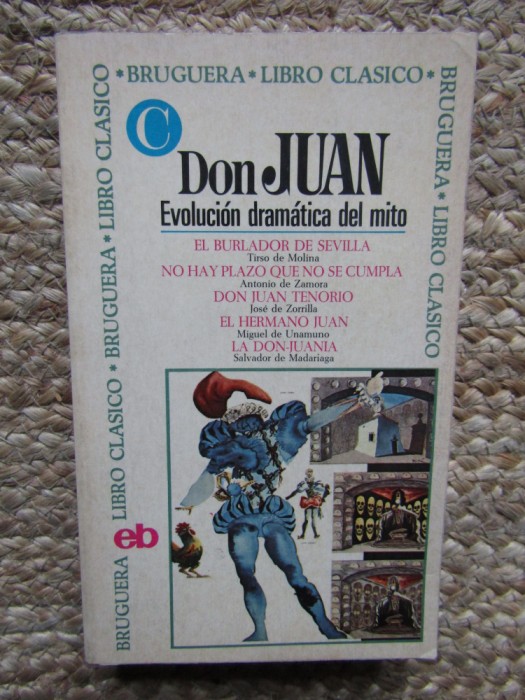 * BRUGUERA * LIBRO CLASICO *
BRUGUERA * LIBRO CLASICO
BRUGUERA * LIBRO CLASICO * BRUGUERA * LIBRO CLASICO
C
Don JUAN
Evolución dramática del mito
EL BURLADOR DE SEVILLA
Tirso de Molina
NO HAY PLAZO QUE NO SE CUMPLA
Antonio de Zamora
DON JUAN TENORIO
José de Zorrilla
EL HERMANO JUAN
Miguel de Unamuno
LA DON-JUANIA
Salvador de Madariaga
eb